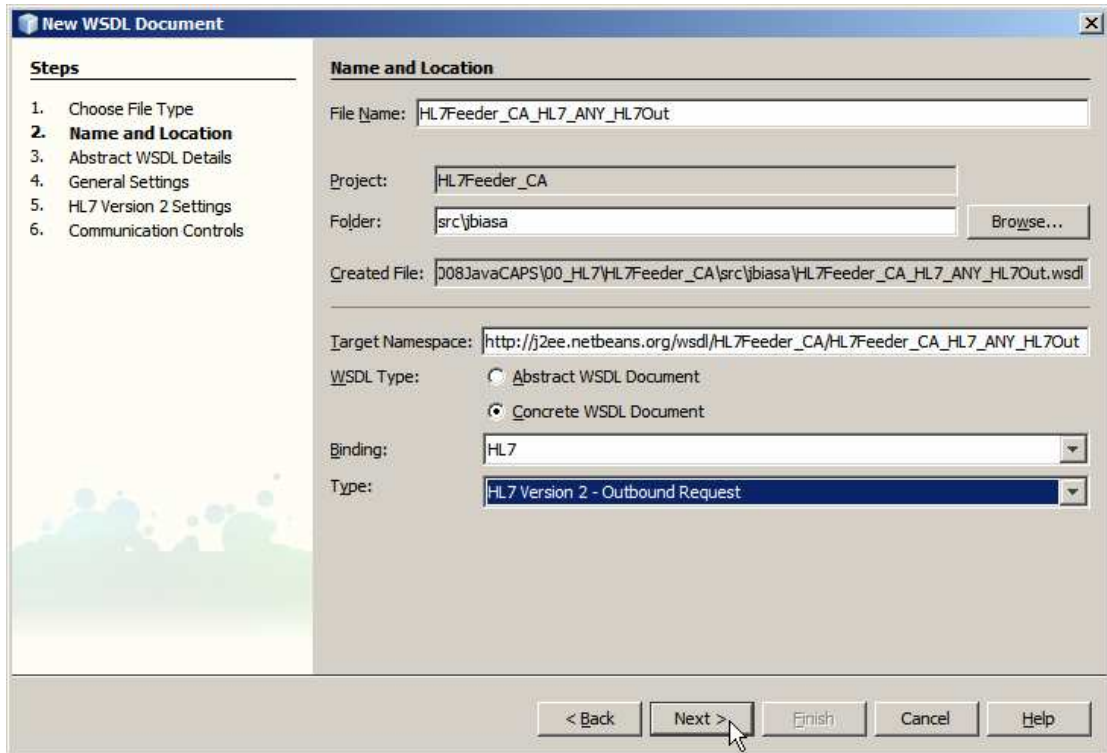 New WSDL Document
Steps
1. Choose File Type
2. Name and Location
3. Abstract WSDL Details
4. General Settings
5. HL7 Version 2 Settings
6. Communication Controls
Name and Location
File Name: HL7Feeder_CA_HL7_ANY_HL7Out
Project: HL7Feeder_CA
Folder: src\jbiasa Browse...
Created File: 008JavaCAPS\00_HL7\HL7Feeder_CA\src\jbiasa\HL7Feeder_CA_HL7_ANY_HL7Out.wsdl
Target Namespace: http://j2ee.netbeans.org/wsdl/HL7Feeder_CA/HL7Feeder_CA_HL7_ANY_HL7Out
WSDL Type: Abstract WSDL Document
Concrete WSDL Document
Binding: HL7
Type: HL7 Version 2 - Outbound Request
< Back Next > Finish Cancel Help